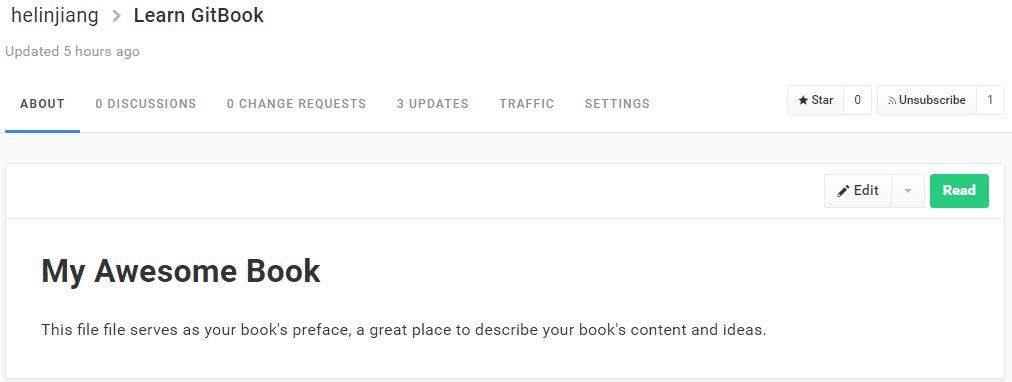 helinjiang > Learn GitBook
Updated 5 hours ago
ABOUT 0 DISCUSSIONS 0 CHANGE REQUESTS 3 UPDATES TRAFFIC SETTINGS Star 0 Unsubscribe 1
Edit Read
My Awesome Book
This file file serves as your book's preface, a great place to describe your book's content and ideas.